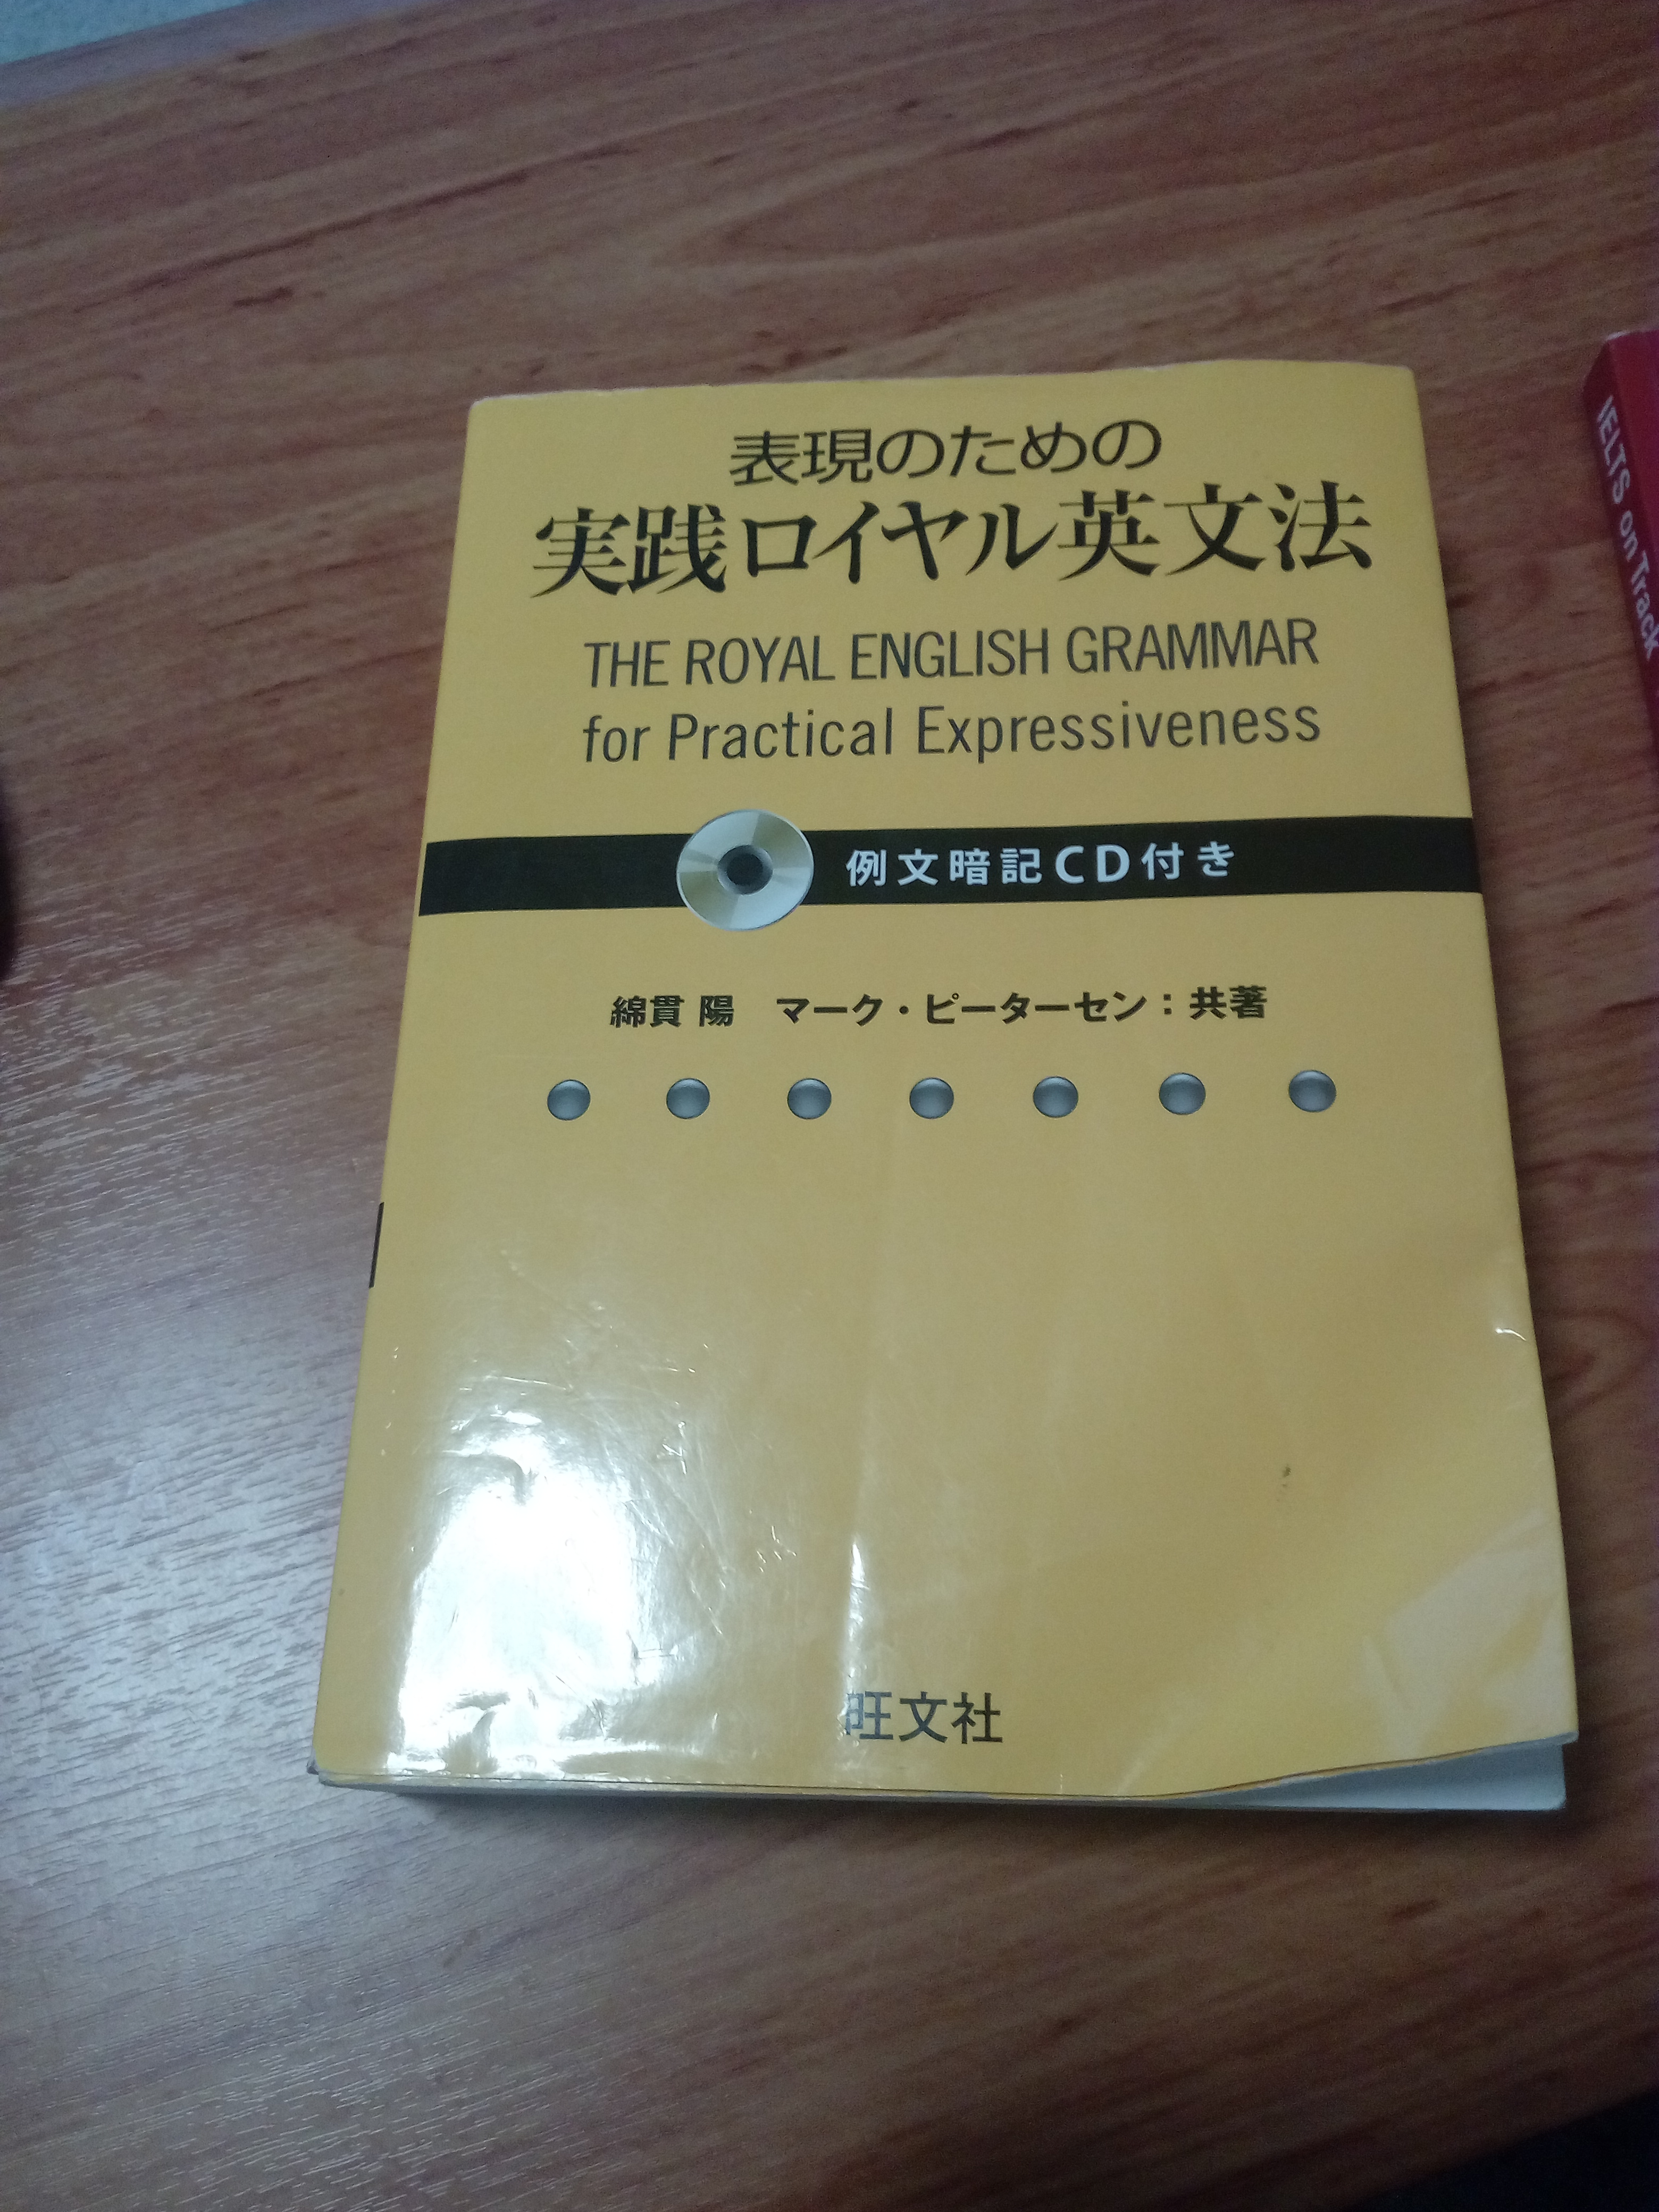 表現のための
実践ロイヤル英文法
THE ROYAL ENGLISH GRAMMAR
for Practical Expressiveness
例文暗記CD付き
綿貫 陽　マーク・ピーターセン：共著
旺文社
IELTS on Track